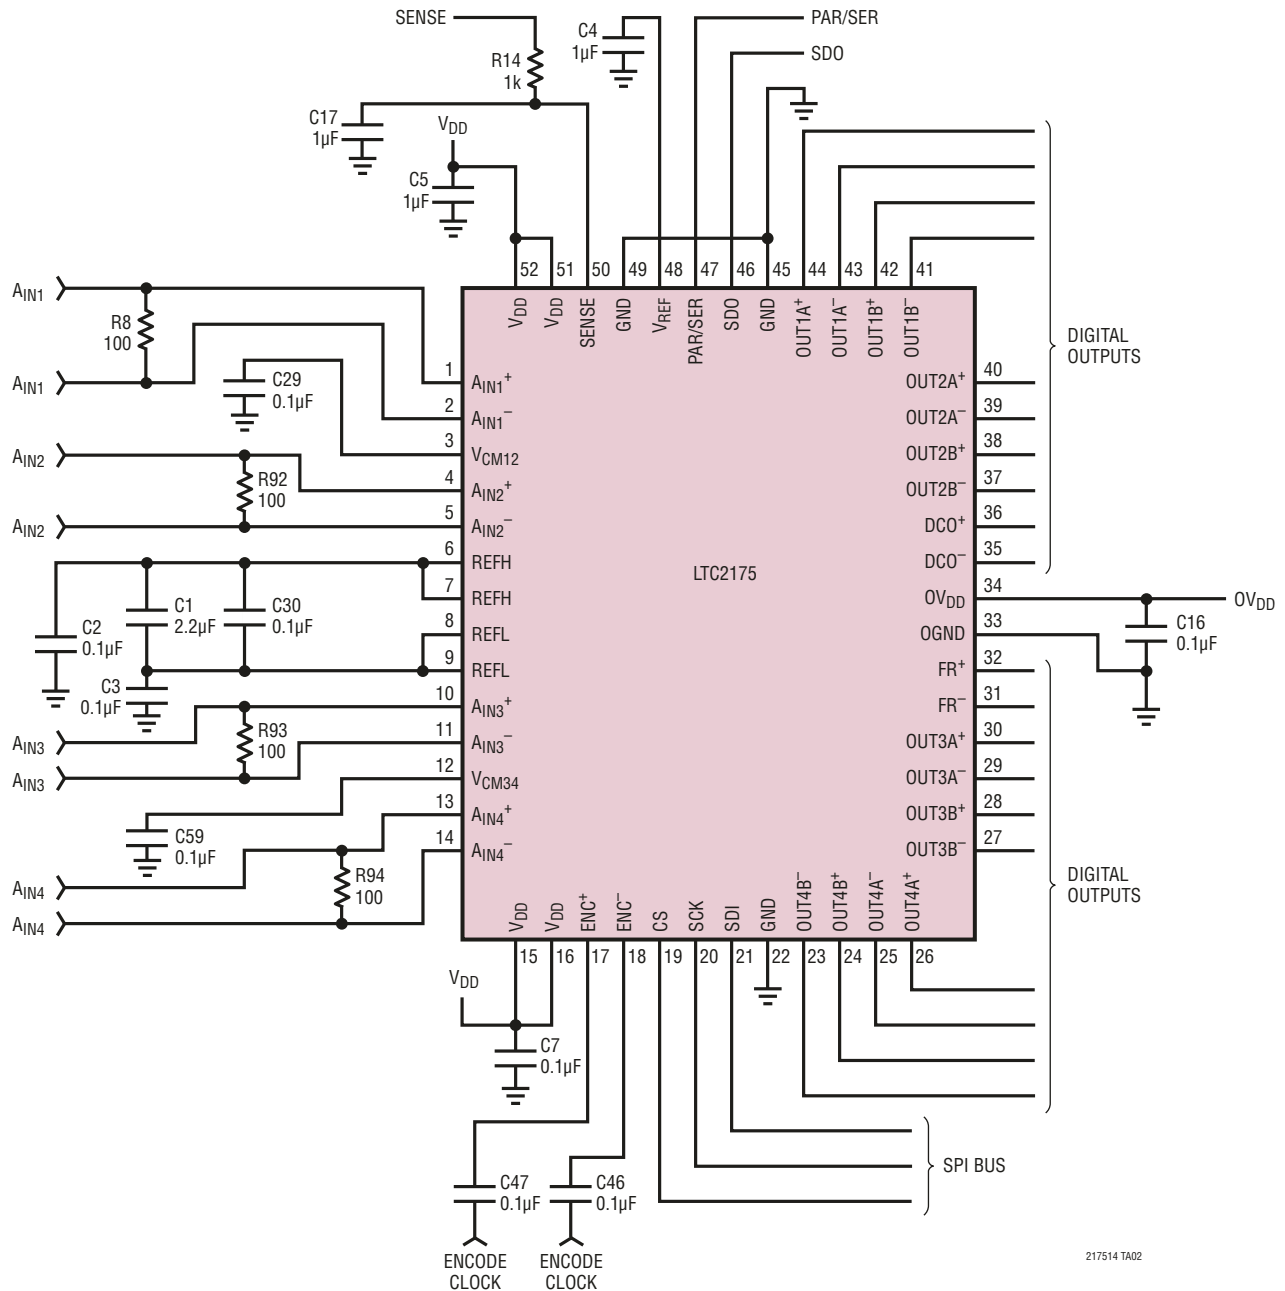 SENSE
R14
1k
C4
1µF
PAR/SER
SDO
C17
1µF
VDD
C5
1µF
52
51
50
49
48
47
46
45
44
43
42
41
VDD
VDD
SENSE
GND
VREF
PAR/SER
SDO
GND
OUT1A+
OUT1A–
OUT1B+
OUT1B–
DIGITAL
OUTPUTS
AIN1
R8
100
AIN1
C29
0.1µF
AIN2
R92
100
AIN2
C2
0.1µF
C1
2.2µF
C30
0.1µF
C3
0.1µF
AIN3
R93
100
AIN3
C59
0.1µF
AIN4
R94
100
AIN4
1 AIN1+
2 AIN1–
3 VCM12
4 AIN2+
5 AIN2–
6 REFH
7 REFH
8 REFL
9 REFL
10 AIN3+
11 AIN3–
12 VCM34
13 AIN4+
14 AIN4–
LTC2175
OUT2A+ 40
OUT2A– 39
OUT2B+ 38
OUT2B– 37
DCO+ 36
DCO– 35
OVDD 34
OGND 33
FR+ 32
FR– 31
OUT3A+ 30
OUT3A– 29
OUT3B+ 28
OUT3B– 27
OVDD
C16
0.1µF
DIGITAL
OUTPUTS
VDD
VDD
ENC+
ENC–
CS
SCK
SDI
GND
OUT4B–
OUT4B+
OUT4A–
OUT4A+
15
16
17
18
19
20
21
22
23
24
25
26
VDD
C7
0.1µF
SPI BUS
C47
0.1µF
C46
0.1µF
ENCODE
CLOCK
ENCODE
CLOCK
217514 TA02